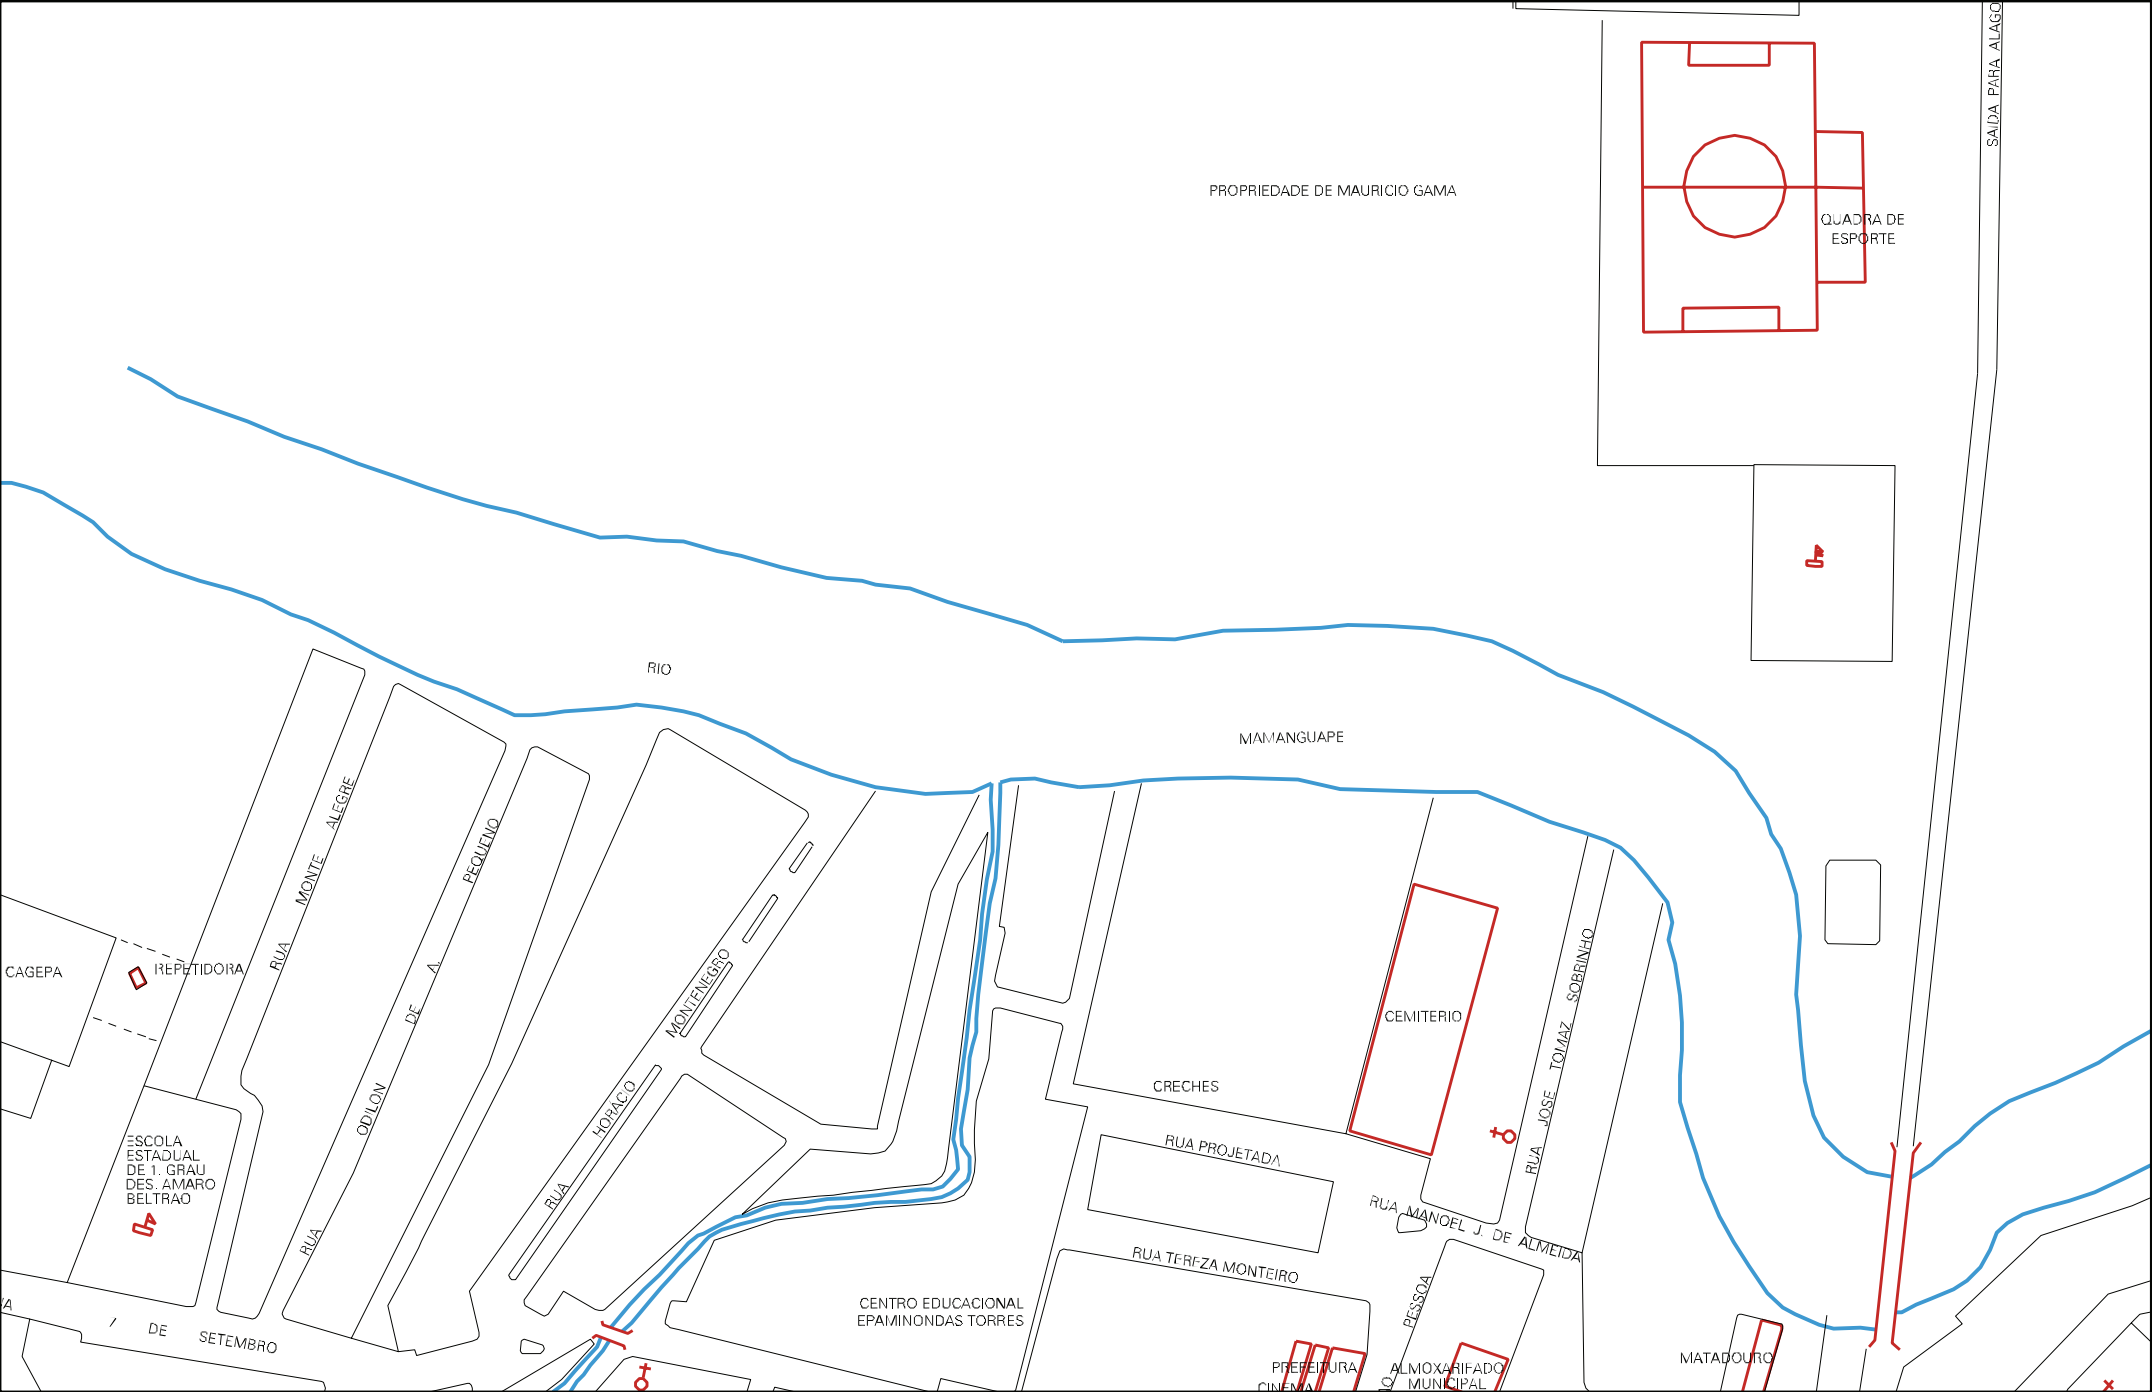 SAIDA PARA ALAGO
PROPRIEDADE DE MAURICIO GAMA
QUADRA DE
ESPORTE
RIO
MAMANGUAPE
RUA MONTE ALEGRE
RUA ODILON DE A. PEQUENO
RUA HORACIO MONTENEGRO
CAGEPA
REPETIDORA
CEMITERIO
RUA JOSE TOMAZ SOBRINHO
CRECHES
ESCOLA
ESTADUAL
DE 1. GRAU
DES. AMARO
BELTRAO
RUA PROJETADA
RUA MANOEL J. DE ALMEIDA
RUA TEREZA MONTEIRO
PESSOA
CENTRO EDUCACIONAL
EPAMINONDAS TORRES
DE SETEMBRO
MATADOURO
PREFEITURA
CINEMA
ALMOXARIFADO
MUNICIPAL